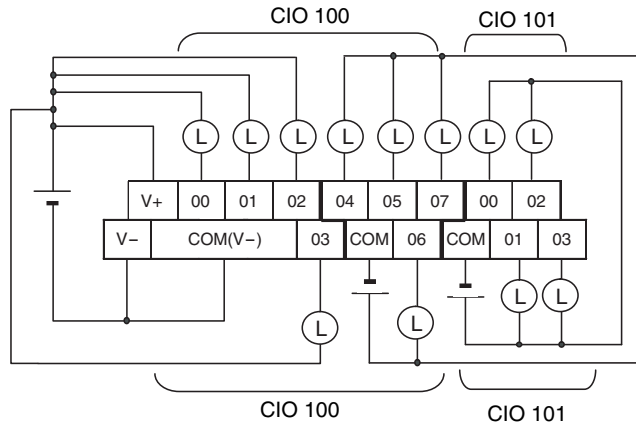 CIO 100 CIO 101
L L L L L L L L
V+ 00 01 02 04 05 07 00 02
V− COM(V−) 03 COM 06 COM 01 03
L L
L L
CIO 100 CIO 101